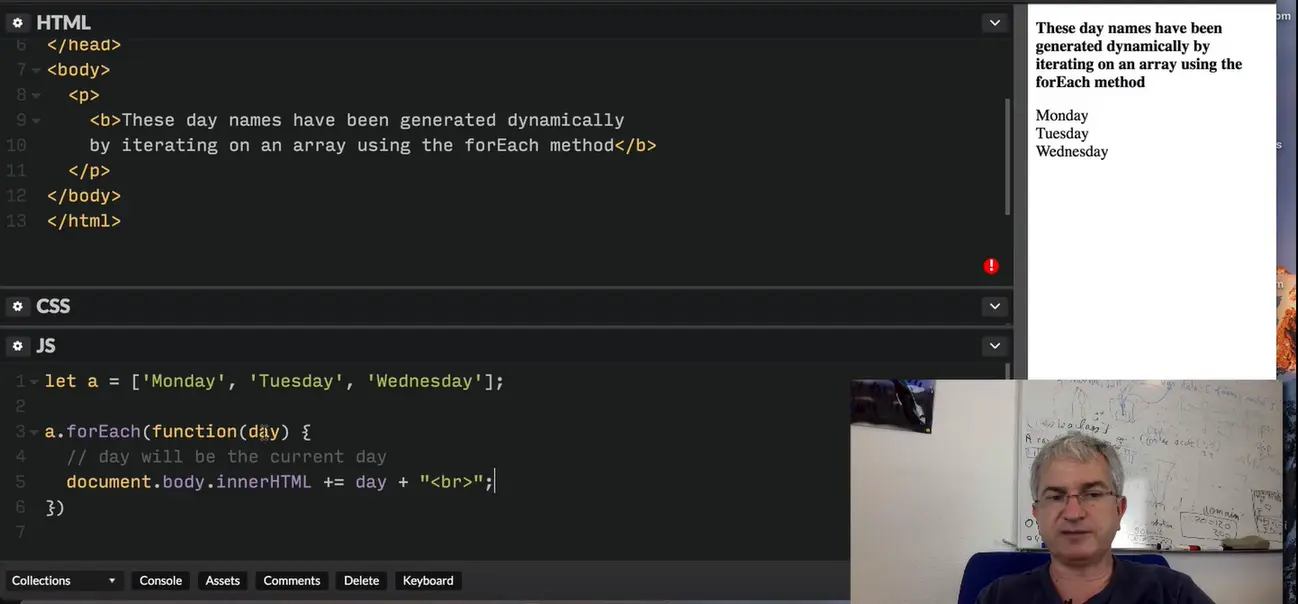 HTML
6 </head>
7 <body>
8 <p>
9 <b>These day names have been generated dynamically
10 by iterating on an array using the forEach method</b>
11 </p>
12 </body>
13 </html>
CSS
JS
1 let a = ['Monday', 'Tuesday', 'Wednesday'];
2
3 a.forEach(function(day) {
4 // day will be the current day
5 document.body.innerHTML += day + "<br>";
6 })
7
Collections Console Assets Comments Delete Keyboard
These day names have been
generated dynamically by
iterating on an array using the
forEach method
Monday
Tuesday
Wednesday
domain